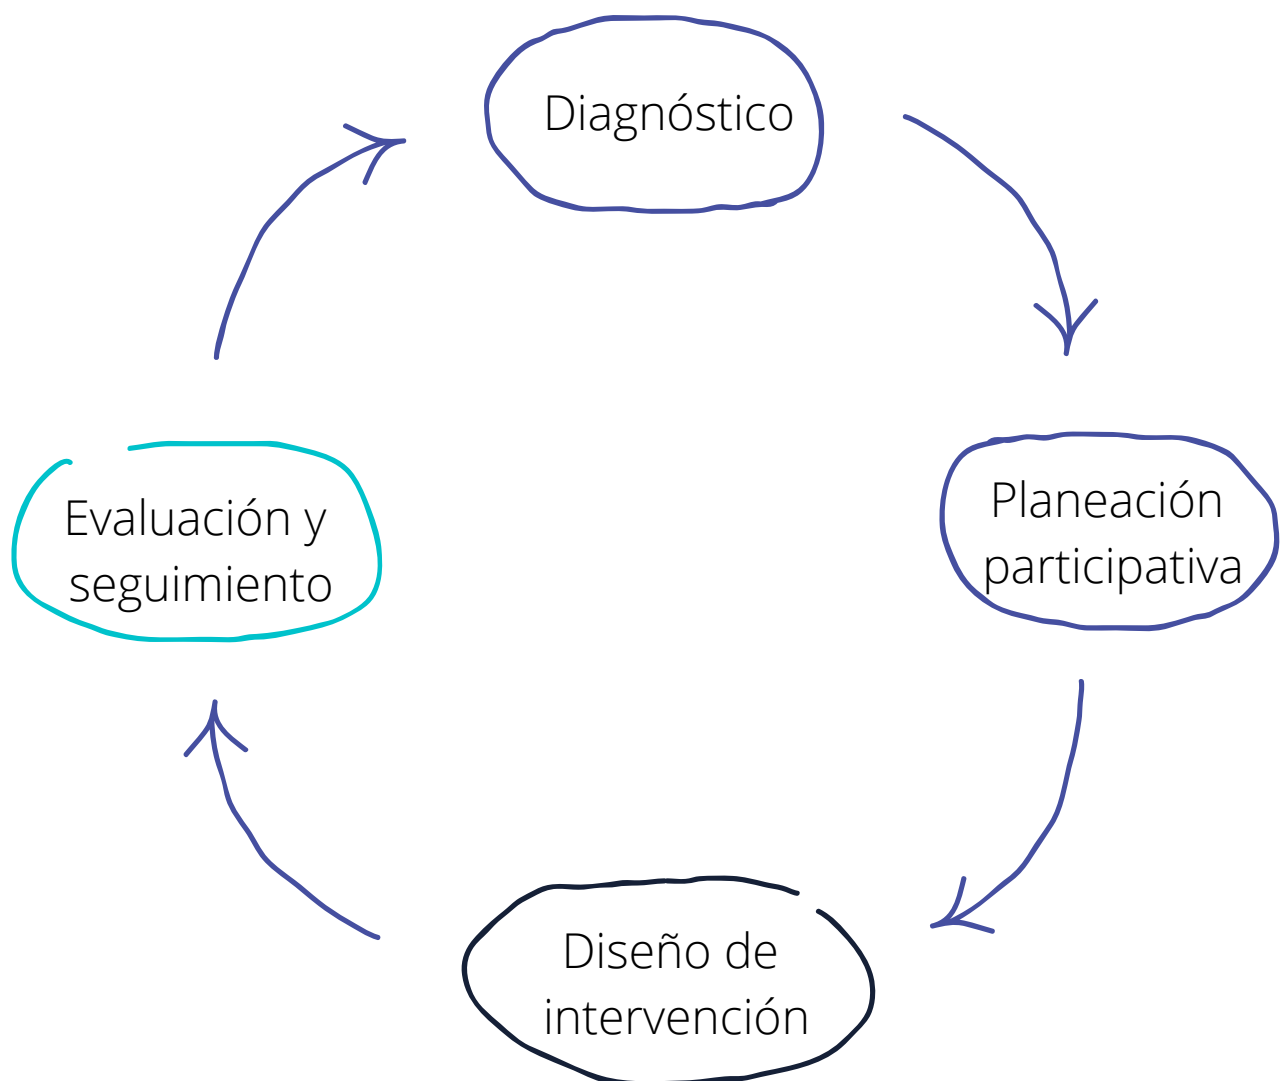 Diagnóstico
Planeación
participativa
Diseño de
intervención
Evaluación y
seguimiento